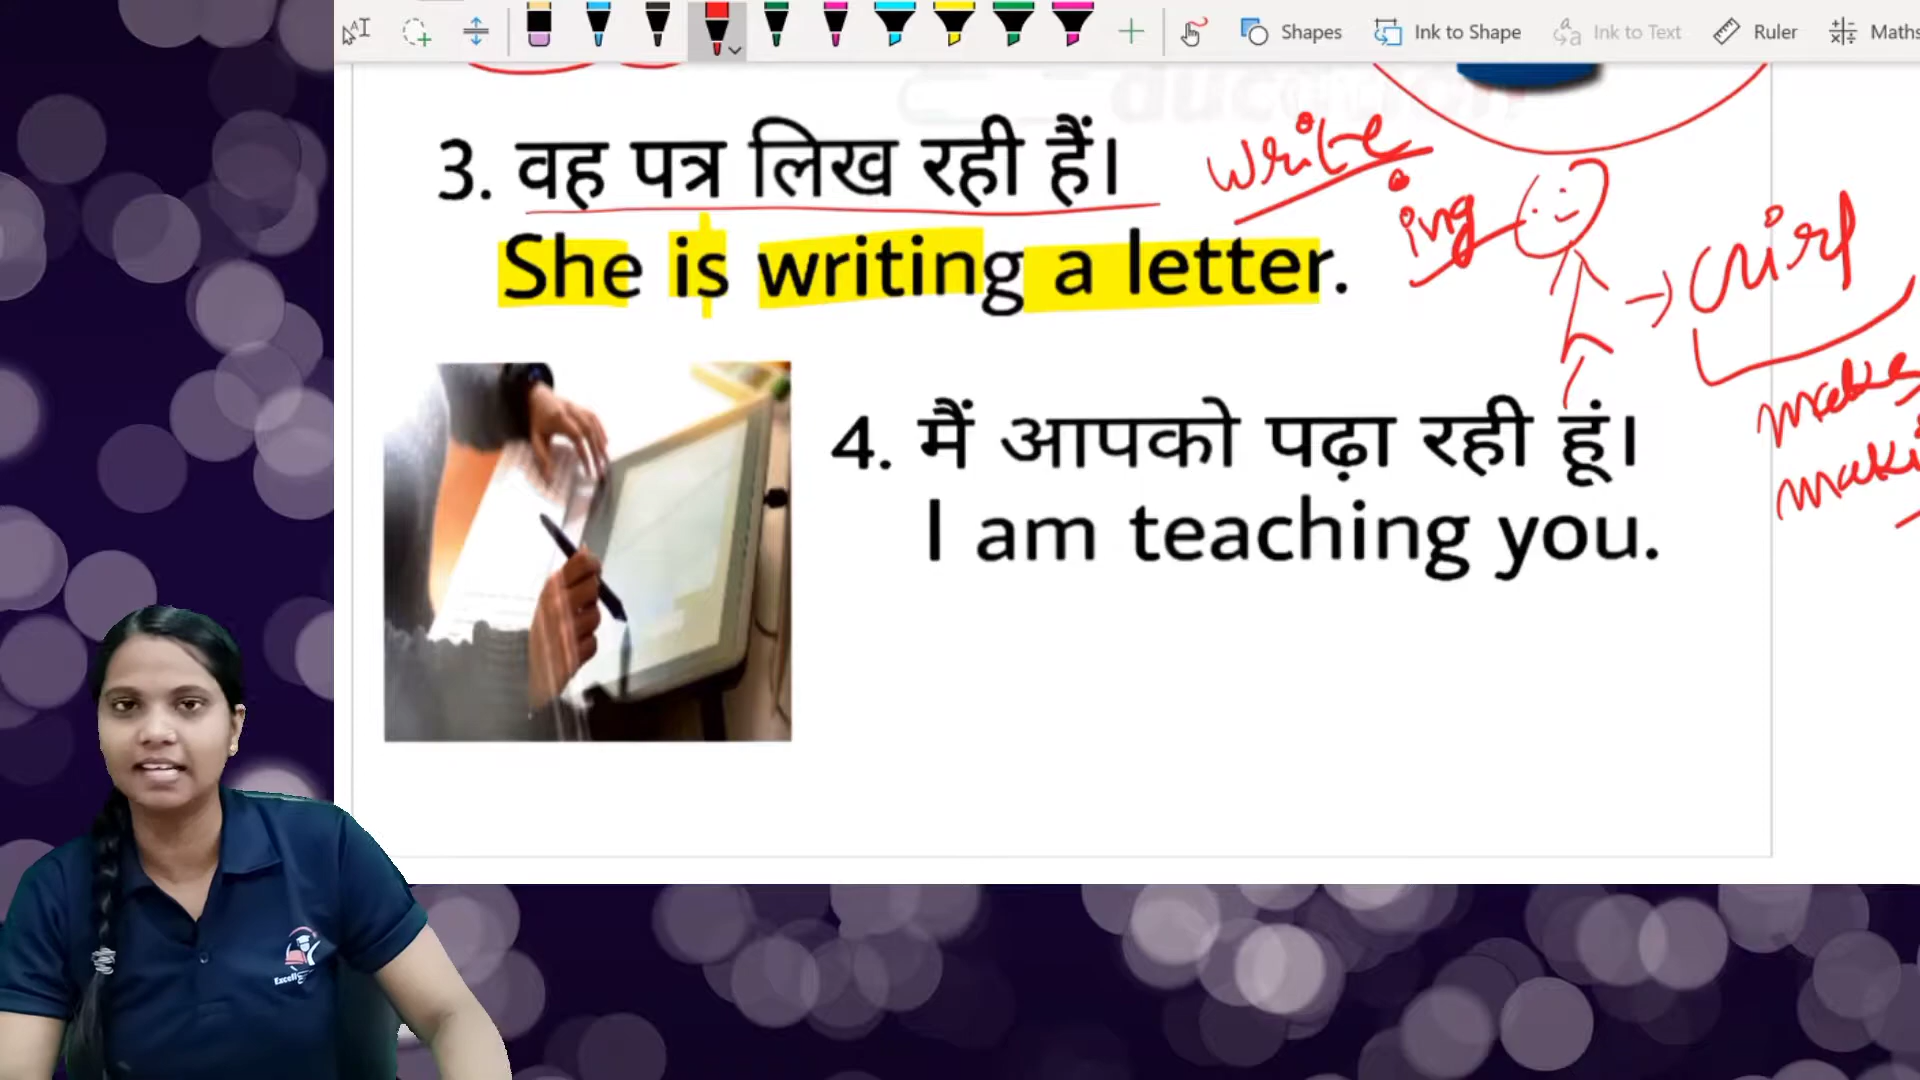 Shapes Ink to Shape Ink to Text Ruler Maths
3. वह पत्र लिख रही हैं।
write
ing
She is writing a letter.
make
4. मैं आपको पढ़ा रही हूं।
I am teaching you.